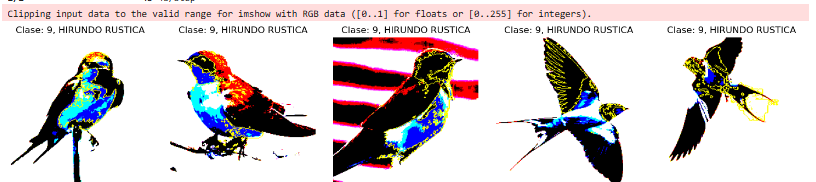 Clipping input data to the valid range for imshow with RGB data ([0..1] for floats or [0..255] for integers).
Clase: 9, HIRUNDO RUSTICA Clase: 9, HIRUNDO RUSTICA Clase: 9, HIRUNDO RUSTICA Clase: 9, HIRUNDO RUSTICA Clase: 9, HIRUNDO RUSTICA